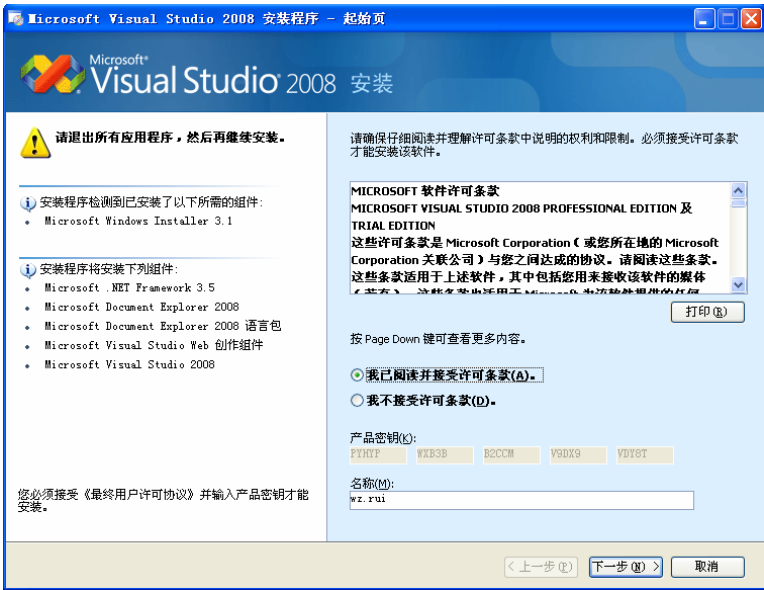 Microsoft Visual Studio 2008 安装程序 - 起始页
Microsoft®
Visual Studio® 2008 安装
请退出所有应用程序，然后再继续安装。
安装程序检测到已安装了以下所需的组件:
Microsoft Windows Installer 3.1
安装程序将安装下列组件:
Microsoft .NET Framework 3.5
Microsoft Document Explorer 2008
Microsoft Document Explorer 2008 语言包
Microsoft Visual Studio Web 创作组件
Microsoft Visual Studio 2008
您必须接受《最终用户许可协议》并输入产品密钥才能
安装。
请确保仔细阅读并理解许可条款中说明的权利和限制。必须接受许可条款
才能安装该软件。
MICROSOFT 软件许可条款
MICROSOFT VISUAL STUDIO 2008 PROFESSIONAL EDITION 及
TRIAL EDITION
这些许可条款是 Microsoft Corporation（或您所在地的 Microsoft
Corporation 关联公司）与您之间达成的协议。请阅读这些条款。
这些条款适用于上述软件，其中包括您用来接收该软件的媒体
打印(R)
按 Page Down 键可查看更多内容。
我已阅读并接受许可条款(A)。
我不接受许可条款(D)。
产品密钥(K):
PYHYP WXB3B B2CCM V9DX9 VDY8T
名称(M):
wz.rui
< 上一步(P) 下一步(N) > 取消